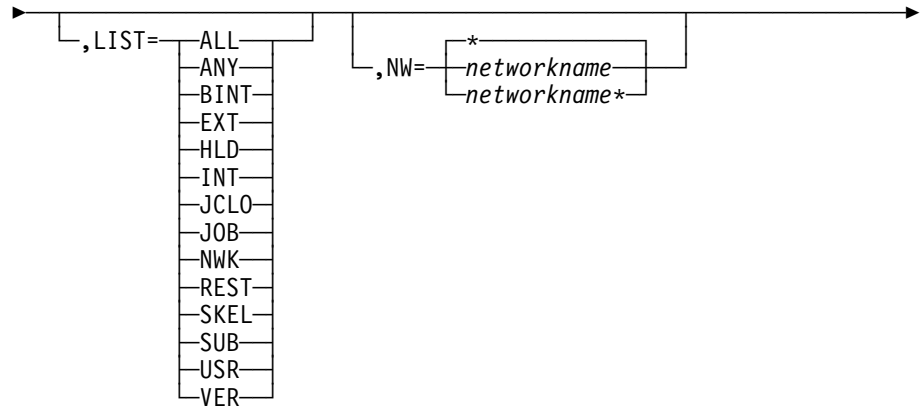 ,LIST=
ALL
ANY
BINT
EXT
HLD
INT
JCLO
JOB
NWK
REST
SKEL
SUB
USR
VER
,NW=
*
networkname
networkname*